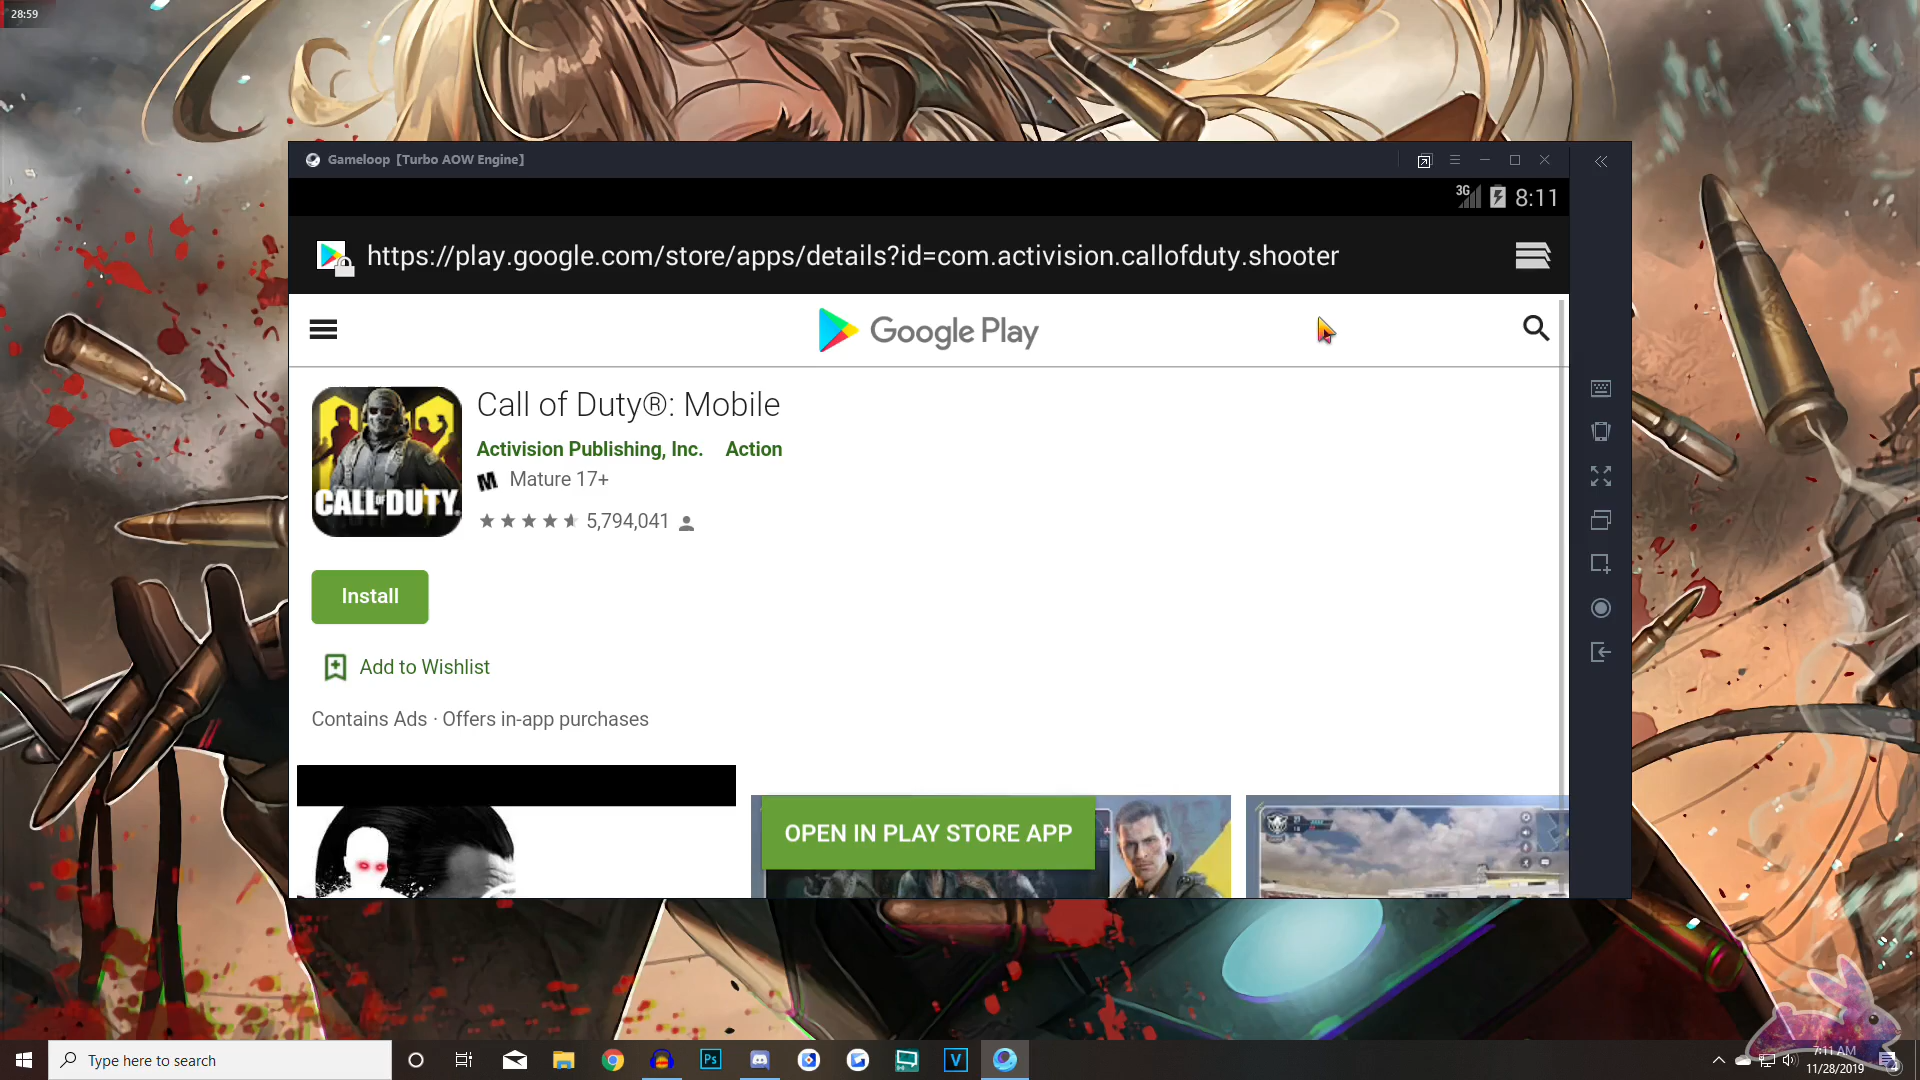 28:59
Gameloop [Turbo AOW Engine]
3G 8:11
https://play.google.com/store/apps/details?id=com.activision.callofduty.shooter
Google Play
Call of Duty®: Mobile
Activision Publishing, Inc. Action
M Mature 17+
5,794,041
CALL OF DUTY
Install
Add to Wishlist
Contains Ads · Offers in-app purchases
OPEN IN PLAY STORE APP
Type here to search
Ps
V
7:11 AM
11/28/2019
4